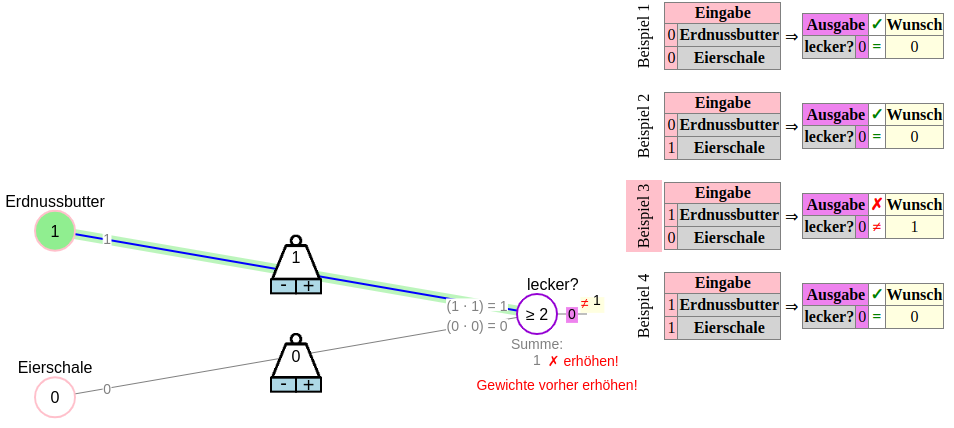 Beispiel 1
Eingabe
0 Erdnussbutter
0 Eierschale
⇒
Ausgabe ✓ Wunsch
lecker? 0 = 0
Beispiel 2
Eingabe
0 Erdnussbutter
1 Eierschale
⇒
Ausgabe ✓ Wunsch
lecker? 0 = 0
Beispiel 3
Eingabe
1 Erdnussbutter
0 Eierschale
⇒
Ausgabe ✗ Wunsch
lecker? 0 ≠ 1
Beispiel 4
Eingabe
1 Erdnussbutter
1 Eierschale
⇒
Ausgabe ✓ Wunsch
lecker? 0 = 0
Erdnussbutter
1
1
1
- +
lecker?
(1 · 1) = 1
(0 · 0) = 0
≥ 2
0
≠ 1
Summe:
1 ✗ erhöhen!
Gewichte vorher erhöhen!
0
- +
Eierschale
0
0